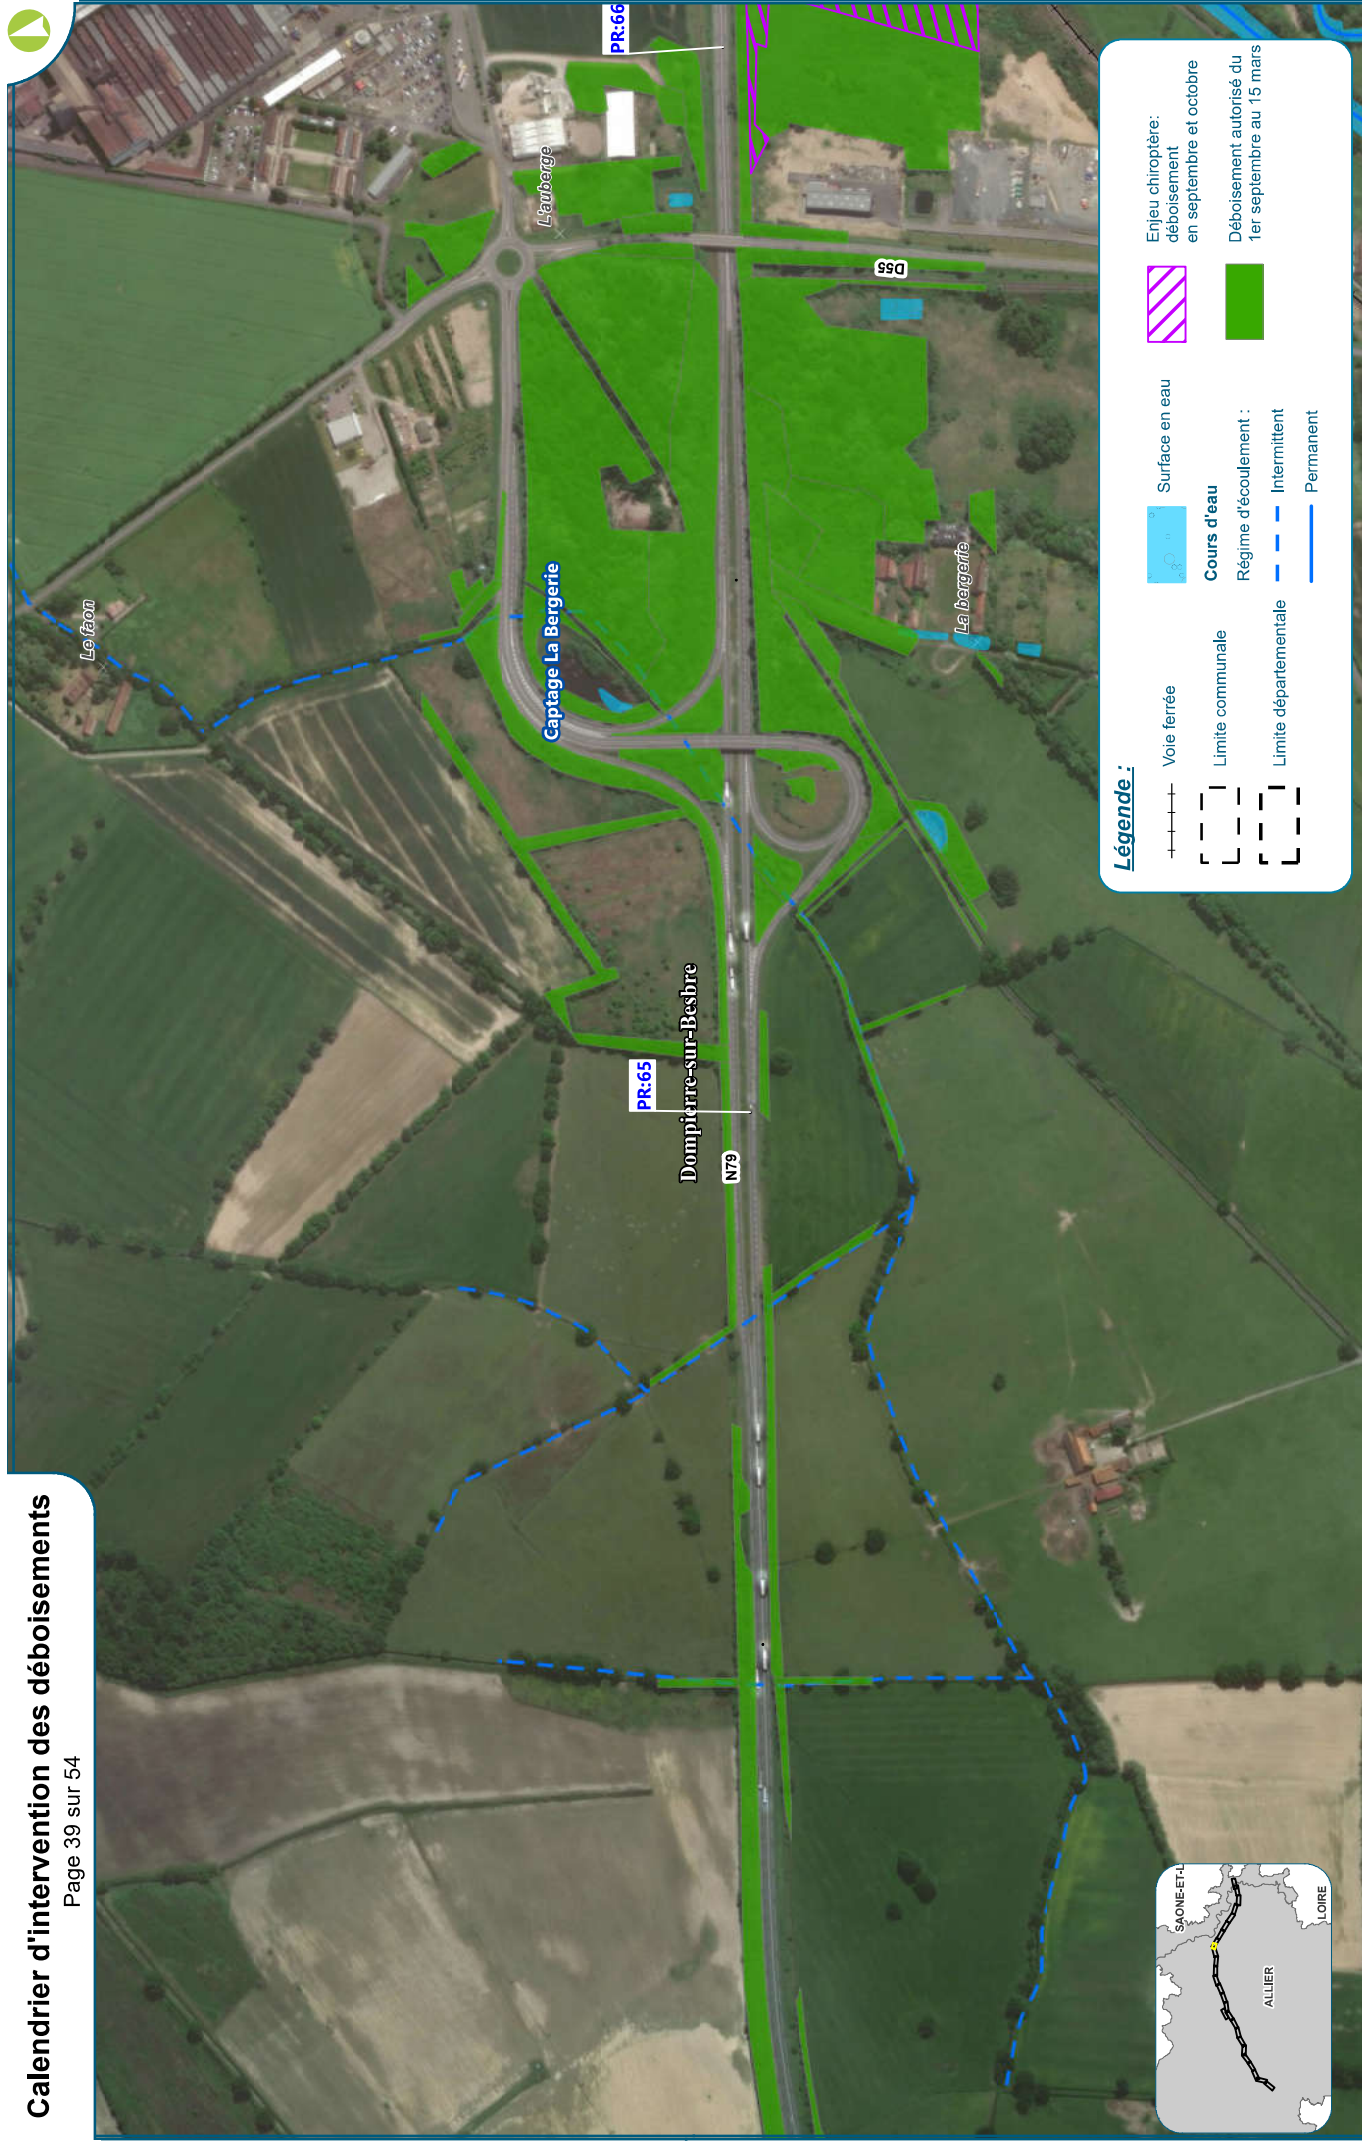 Calendrier d'intervention des déboisements
Page 39 sur 54
PR:66
L'auberge
D55
Le faon
Captage La Bergerie
La bergerie
Dompierre-sur-Besbre
PR:65
N79
Légende :
Voie ferrée
Limite communale
Limite départementale
Surface en eau
Cours d'eau
Régime d'écoulement :
Intermittent
Permanent
Enjeu chiroptère:
déboisement
en septembre et octobre
Déboisement autorisé du
1er septembre au 15 mars
SAONE-ET-L
ALLIER
LOIRE